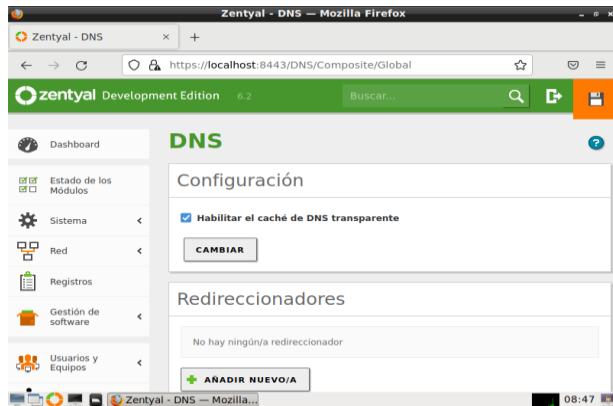 Zentyal - DNS — Mozilla Firefox
Zentyal - DNS
https://localhost:8443/DNS/Composite/Global
zentyal Development Edition 6.2
Buscar...
Dashboard
Estado de los
Módulos
Sistema
Red
Registros
Gestión de
software
Usuarios y
Equipos
DNS
Configuración
Habilitar el caché de DNS transparente
CAMBIAR
Redireccionadores
No hay ningún/a redireccionador
AÑADIR NUEVO/A
Zentyal - DNS — Mozilla...
08:47